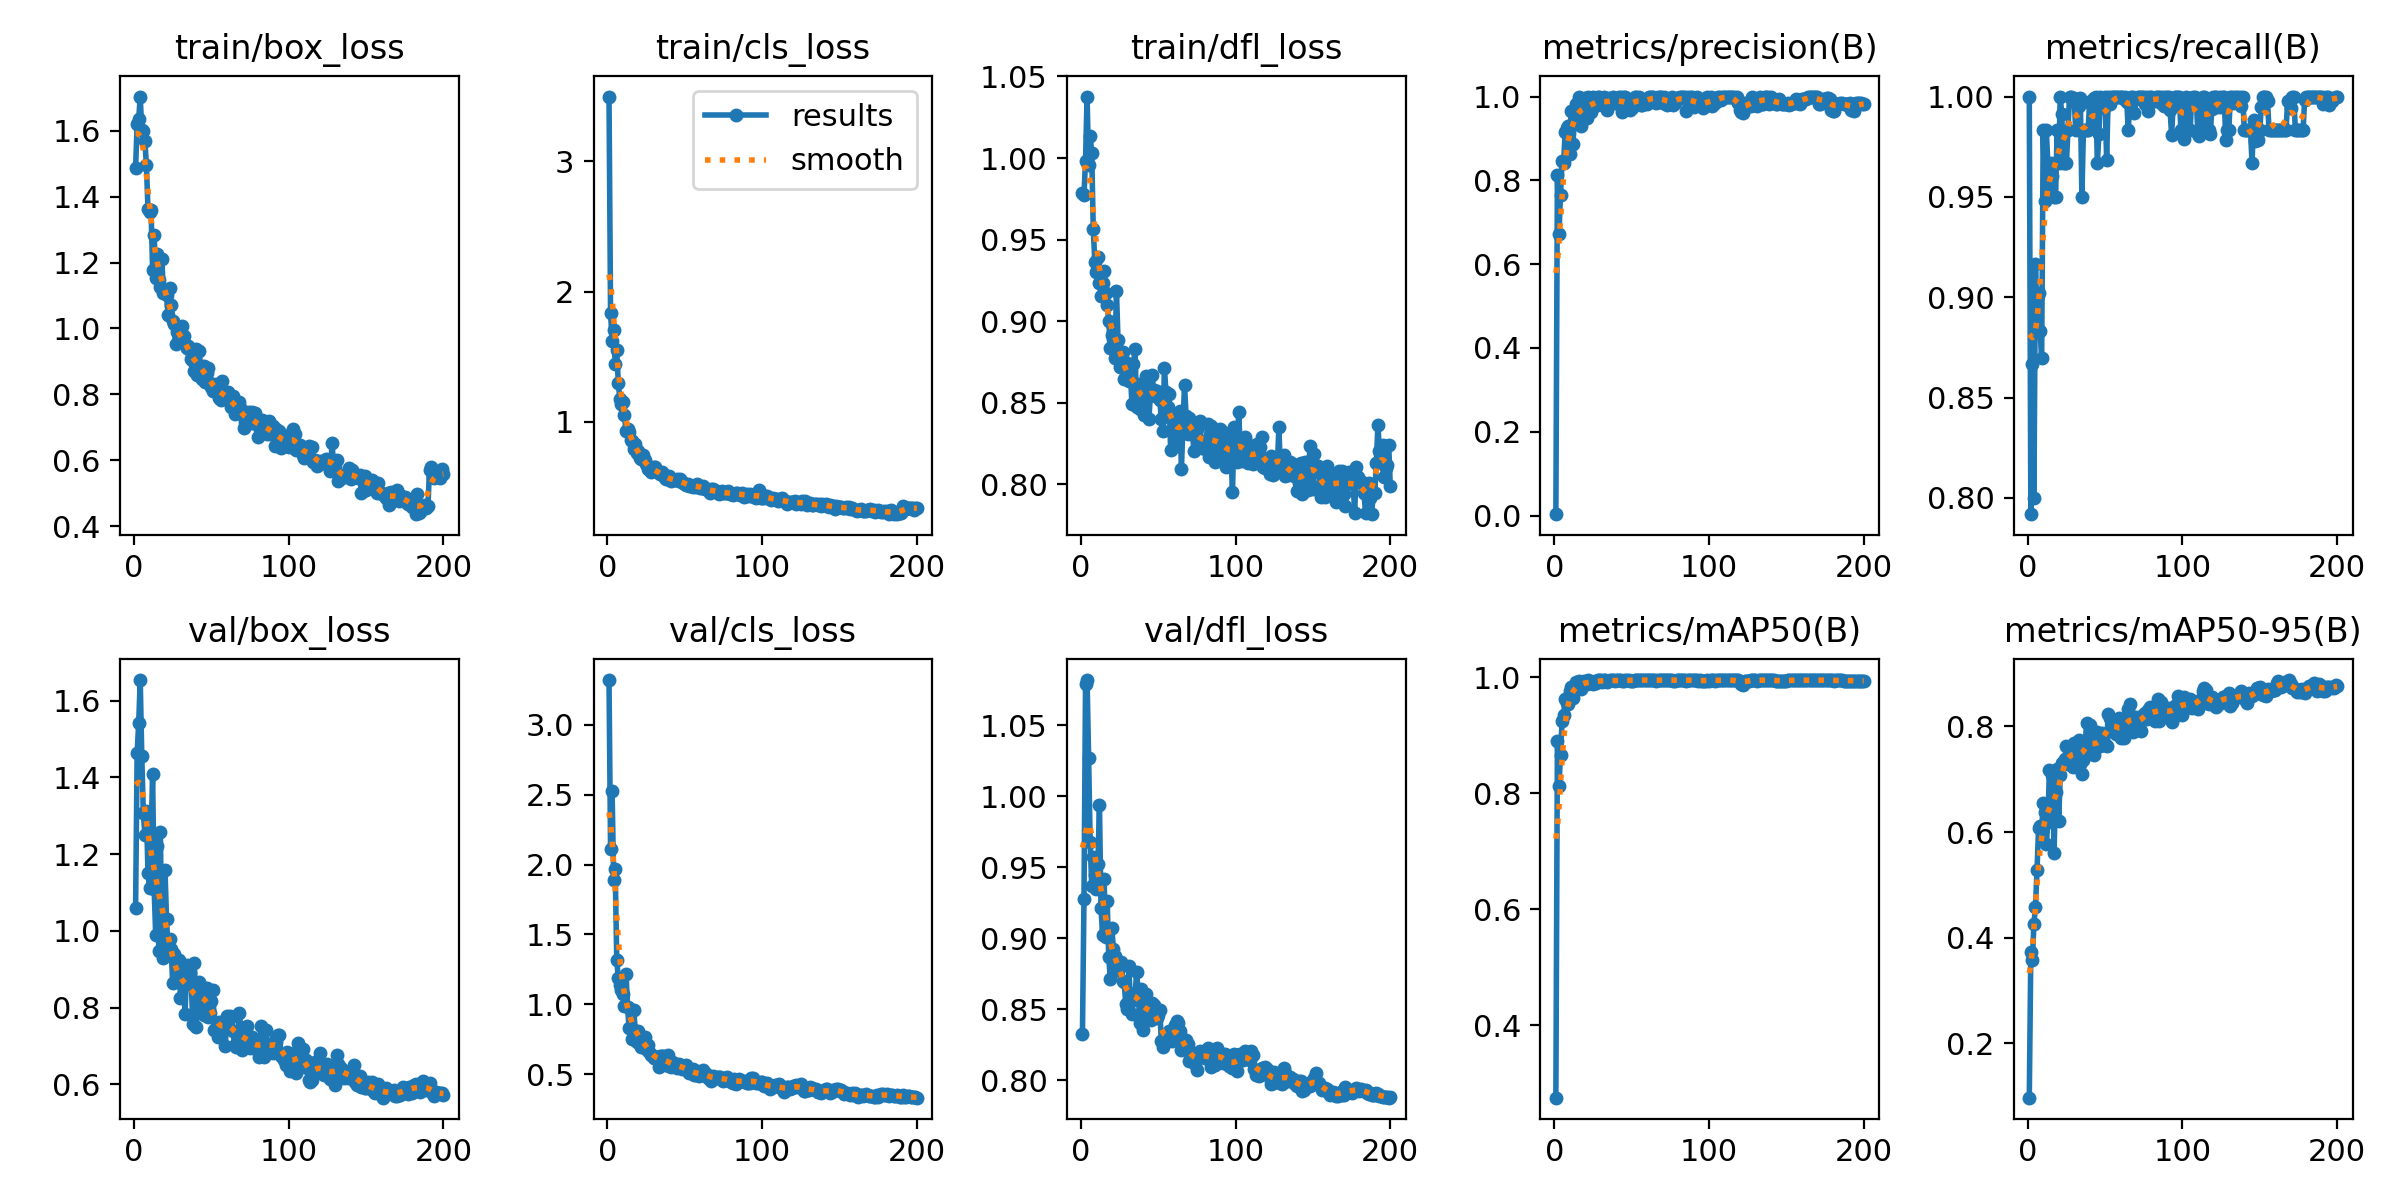 train/box_loss
1.6
1.4
1.2
1.0
0.8
0.6
0.4
0 100 200
train/cls_loss
results
smooth
3
2
1
0 100 200
train/dfl_loss
1.05
1.00
0.95
0.90
0.85
0.80
0 100 200
metrics/precision(B)
1.0
0.8
0.6
0.4
0.2
0.0
0 100 200
metrics/recall(B)
1.00
0.95
0.90
0.85
0.80
0 100 200
val/box_loss
1.6
1.4
1.2
1.0
0.8
0.6
0 100 200
val/cls_loss
3.0
2.5
2.0
1.5
1.0
0.5
0 100 200
val/dfl_loss
1.05
1.00
0.95
0.90
0.85
0.80
0 100 200
metrics/mAP50(B)
1.0
0.8
0.6
0.4
0 100 200
metrics/mAP50-95(B)
0.8
0.6
0.4
0.2
0 100 200